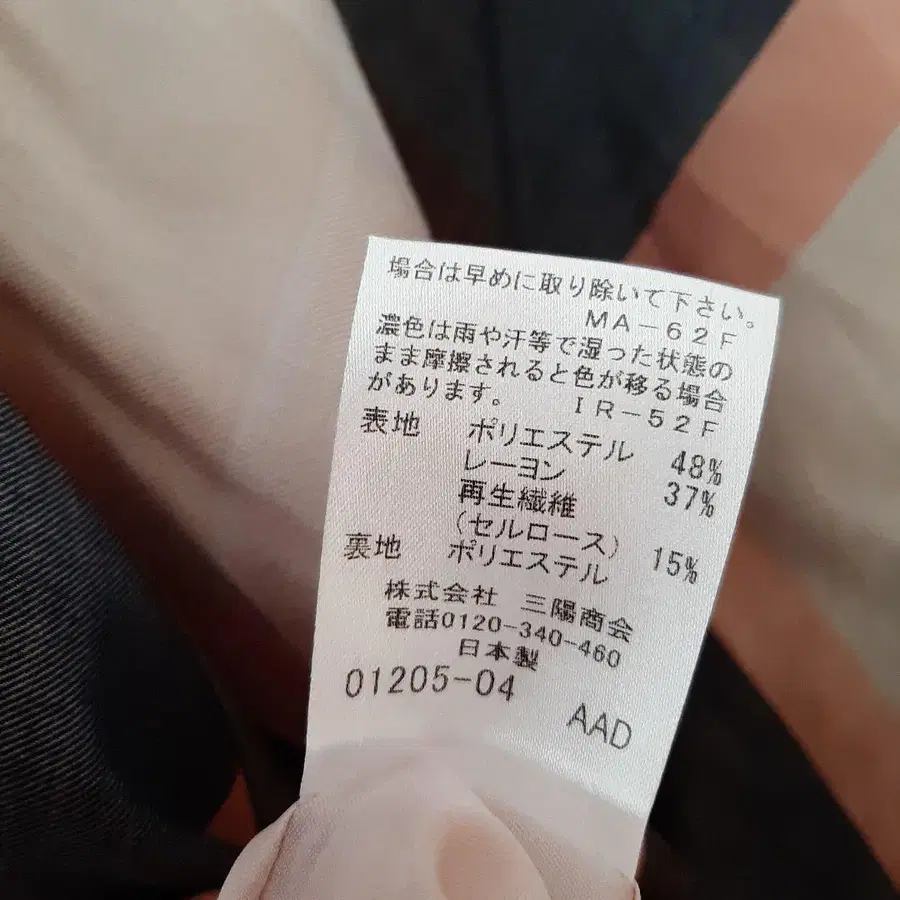 場合は早めに取り除いて下さい。
MA-62F
濃色は雨や汗等で湿った状態の
まま摩擦されると色が移る場合
があります。 IR-52F
表地 ポリエステル 48%
レーヨン 37%
再生繊維
(セルロース) 15%
裏地 ポリエステル
株式会社 三陽商会
電話0120-340-460
日本製
01205-04
AAD